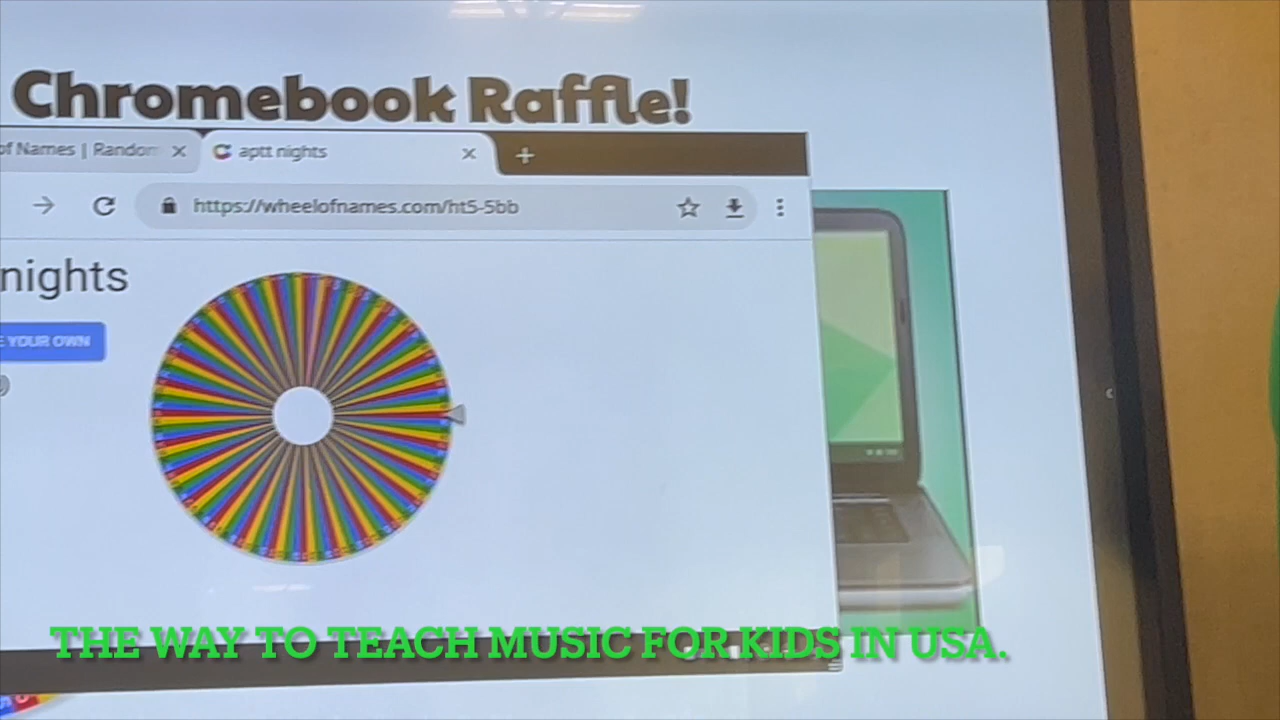 Chromebook Raffle!
of Names | Random
aptt nights
https://wheelofnames.com/ht5-5bb
nights
YOUR OWN
THE WAY TO TEACH MUSIC FOR KIDS IN USA.